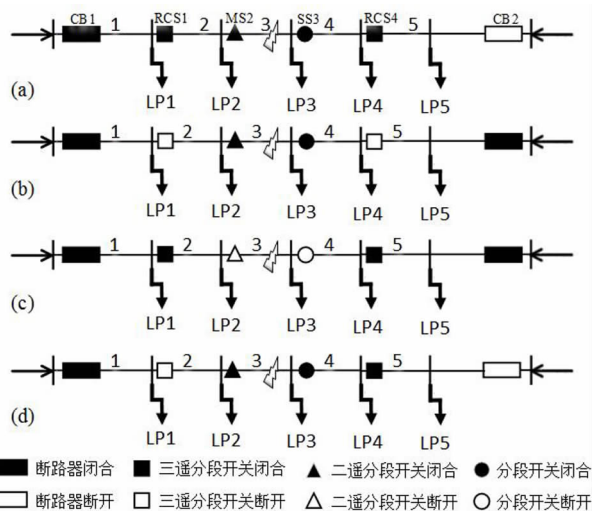 CB1 1 RCS1 2 MS2 3 SS3 4 RCS4 5 CB2
(a) LP1 LP2 LP3 LP4 LP5
1 2 3 4 5
(b) LP1 LP2 LP3 LP4 LP5
1 2 3 4 5
(c) LP1 LP2 LP3 LP4 LP5
1 2 3 4 5
(d) LP1 LP2 LP3 LP4 LP5
断路器闭合 三遥分段开关闭合 二遥分段开关闭合 分段开关闭合
断路器断开 三遥分段开关断开 二遥分段开关断开 分段开关断开